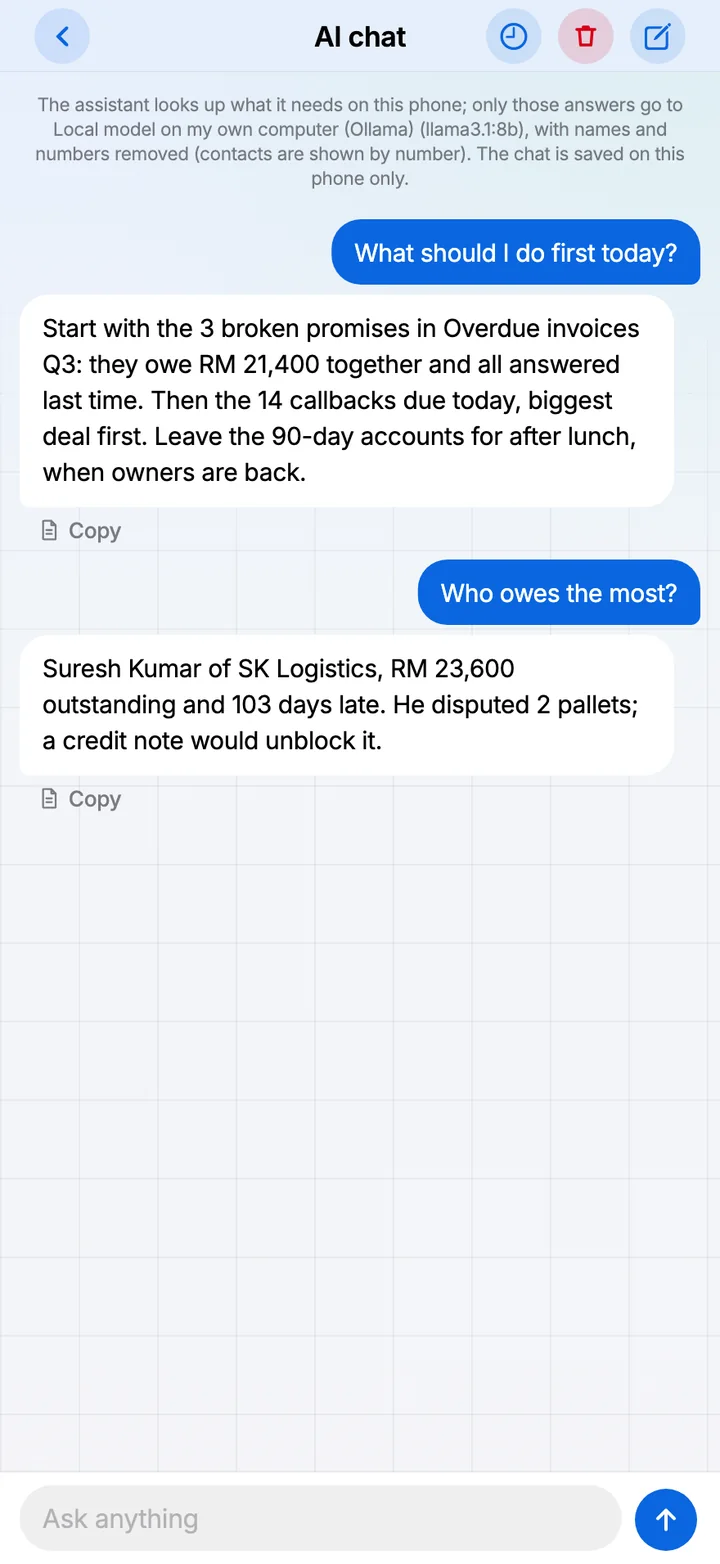 AI chat
The assistant looks up what it needs on this phone; only those answers go to
Local model on my own computer (Ollama) (llama3.1:8b), with names and
numbers removed (contacts are shown by number). The chat is saved on this
phone only.
What should I do first today?
Start with the 3 broken promises in Overdue invoices
Q3: they owe RM 21,400 together and all answered
last time. Then the 14 callbacks due today, biggest
deal first. Leave the 90-day accounts for after lunch,
when owners are back.
Copy
Who owes the most?
Suresh Kumar of SK Logistics, RM 23,600
outstanding and 103 days late. He disputed 2 pallets;
a credit note would unblock it.
Copy
Ask anything